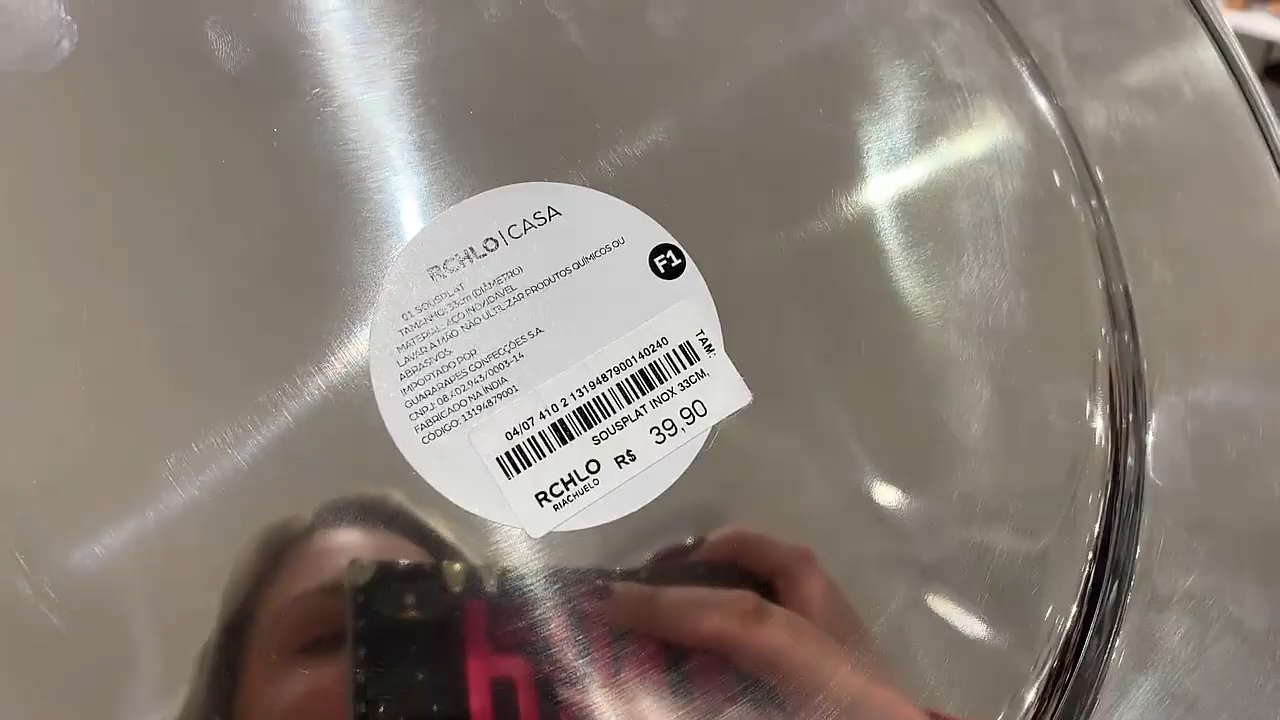 RCHLO|CASA
F1
01 SOUSPLAT
TAMANHO: 33cm (DIÂMETRO)
MATERIAL: AÇO INOXIDÁVEL
LAVAR À MÃO. NÃO ULTILIZAR PRODUTOS QUÍMICOS OU
ABRASIVOS.
IMPORTADO POR
GUARARAPES CONFECÇÕES S.A.
CNPJ: 08.402.943/0003-14
FABRICADO NA ÍNDIA
CÓDIGO: 13194879001
TAM:
04/07 410 2 1319487900140240
SOUSPLAT INOX 33CM,
RCHLO R$ 39,90
RIACHUELO